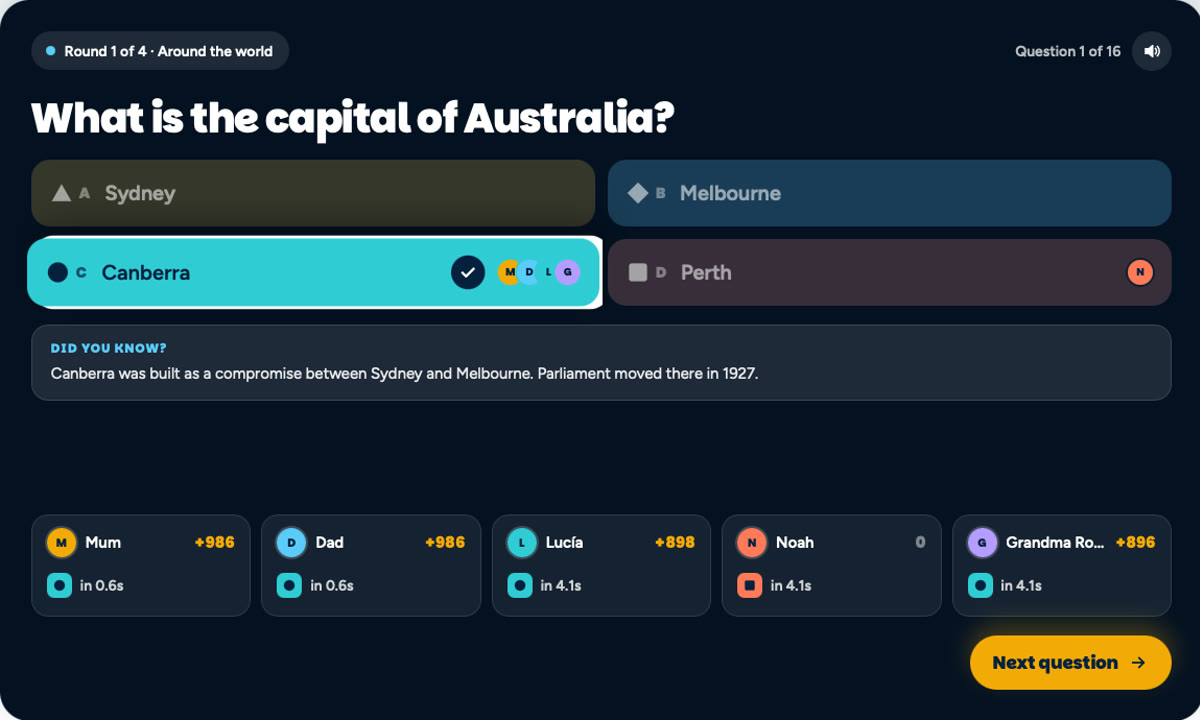 Round 1 of 4 · Around the world
Question 1 of 16
What is the capital of Australia?
A Sydney
B Melbourne
C Canberra
M D L G
D Perth
N
DID YOU KNOW?
Canberra was built as a compromise between Sydney and Melbourne. Parliament moved there in 1927.
M Mum +986
in 0.6s
D Dad +986
in 0.6s
L Lucía +898
in 4.1s
N Noah 0
in 4.1s
G Grandma Ro... +896
in 4.1s
Next question →